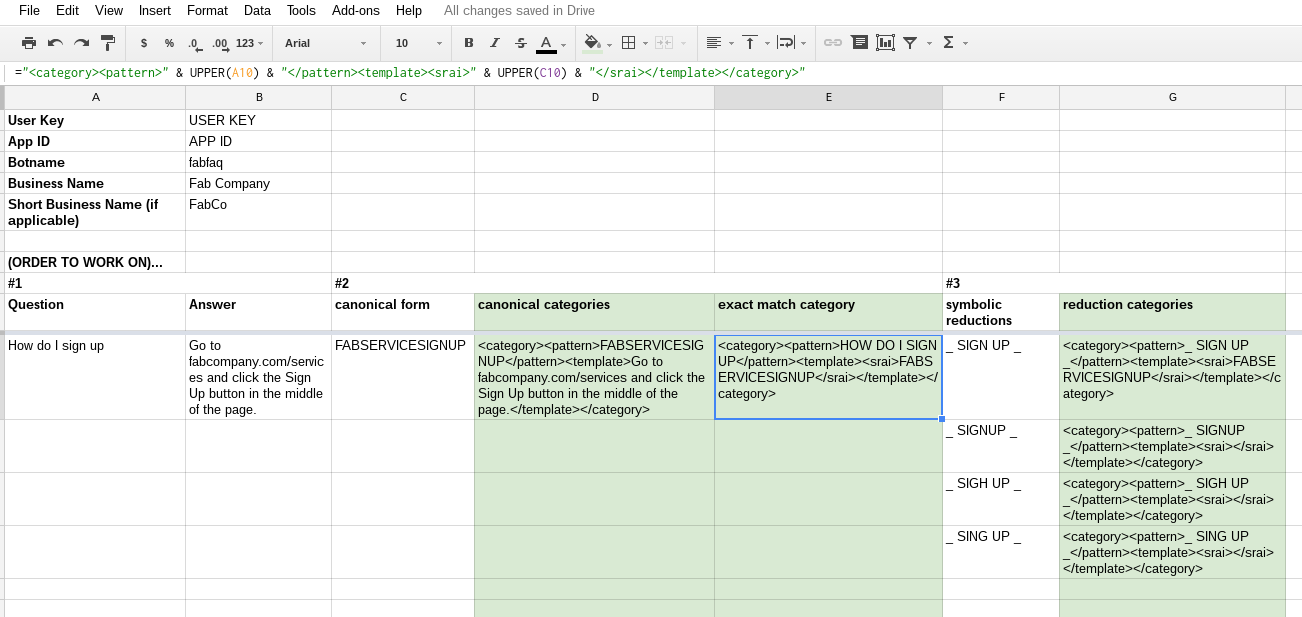 File Edit View Insert Format Data Tools Add-ons Help All changes saved in Drive
$ % .0 .00 123 Arial 10 B I S A Σ
="<category><pattern>" & UPPER(A10) & "</pattern><template><srai>" & UPPER(C10) & "</srai></template></category>"
A B C D E F G
User Key USER KEY
App ID APP ID
Botname fabfaq
Business Name Fab Company
Short Business Name (if FabCo
applicable)
(ORDER TO WORK ON)...
#1 #2 #3
Question Answer canonical form canonical categories exact match category symbolic reduction categories
reductions
How do I sign up
Go to
fabcompany.com/servic
es and click the Sign
Up button in the middle
of the page.
FABSERVICESIGNUP
<category><pattern>FABSERVICESIG
NUP</pattern><template>Go to
fabcompany.com/services and click the
Sign Up button in the middle of the
page.</template></category>
<category><pattern>HOW DO I SIGN
UP</pattern><template><srai>FABS
ERVICESIGNUP</srai></template></
category>
_ SIGN UP _
<category><pattern>_ SIGN UP
_</pattern><template><srai>FABSE
RVICESIGNUP</srai></template></c
ategory>
_ SIGNUP _
<category><pattern>_ SIGNUP
_</pattern><template><srai></srai>
</template></category>
_ SIGH UP _
<category><pattern>_ SIGH UP
_</pattern><template><srai></srai>
</template></category>
_ SING UP _
<category><pattern>_ SING UP
_</pattern><template><srai></srai>
</template></category>